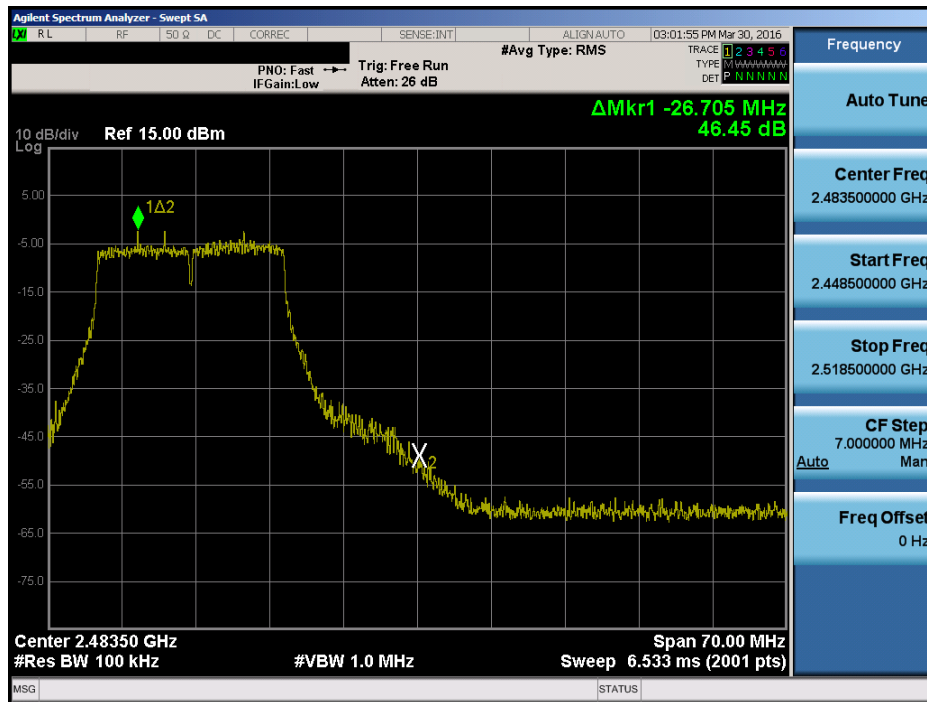 Agilent Spectrum Analyzer - Swept SA
LXI RL RF 50 Ω DC CORREC SENSE:INT ALIGN AUTO 03:01:55 PM Mar 30, 2016
#Avg Type: RMS TRACE 1 2 3 4 5 6
PNO: Fast Trig: Free Run TYPE M WWWWW
IFGain:Low Atten: 26 dB DET P N N N N N
Frequency
Auto Tune
ΔMkr1 -26.705 MHz
46.45 dB
10 dB/div Ref 15.00 dBm
Log
5.00
-5.00
-15.0
-25.0
-35.0
-45.0
-55.0
-65.0
-75.0
1Δ2
X2
Center Freq
2.483500000 GHz
Start Freq
2.448500000 GHz
Stop Freq
2.518500000 GHz
CF Step
7.000000 MHz
Auto Man
Freq Offset
0 Hz
Center 2.48350 GHz Span 70.00 MHz
#Res BW 100 kHz #VBW 1.0 MHz Sweep 6.533 ms (2001 pts)
MSG STATUS